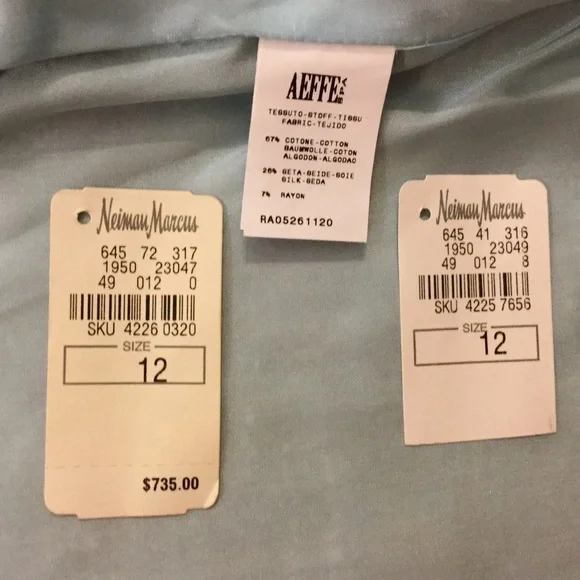 AEFFE SPA
TESSUTO-STOFF-TISSU
FABRIC-TEJIDO
67% COTONE-COTTON
BAUMWOLLE-COTON
ALGODON-ALGODAO
26% SETA-SEIDE-SOIE
SILK-SEDA
7% RAYON
RA05261120
Neiman Marcus
645 72 317
1950 23047
49 012 0
SKU 4226 0320
SIZE
12
$735.00
Neiman Marcus
645 41 316
1950 23049
49 012 8
SKU 4225 7656
SIZE
12